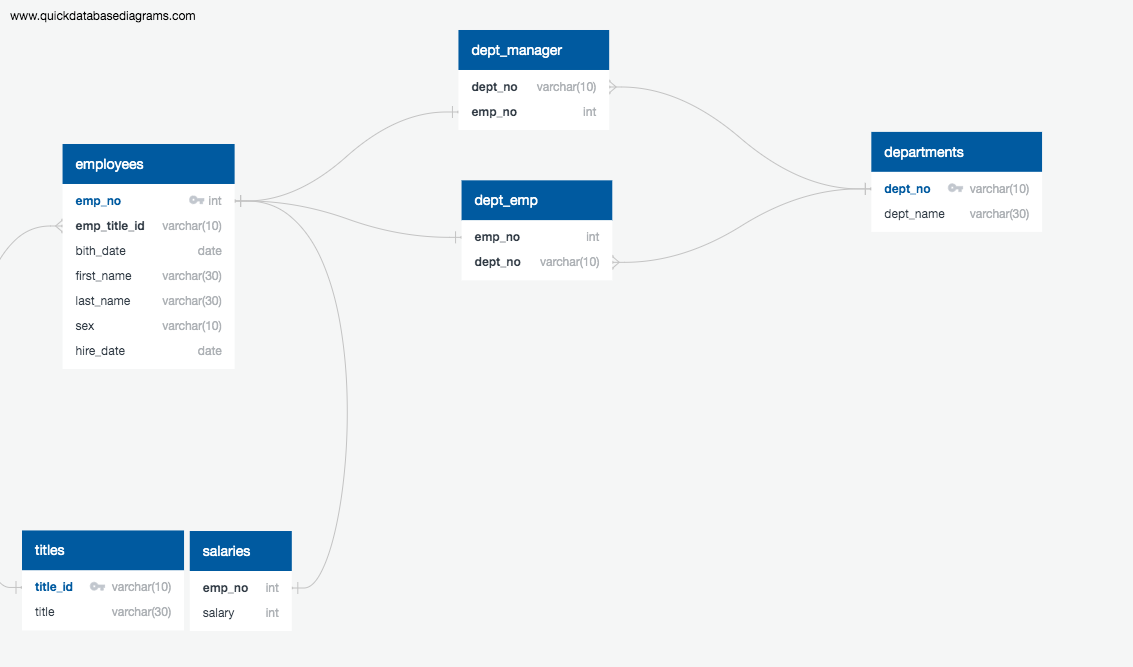 www.quickdatabasediagrams.com
dept_manager
dept_no varchar(10)
emp_no int
departments
dept_no varchar(10)
dept_name varchar(30)
employees
emp_no int
emp_title_id varchar(10)
bith_date date
first_name varchar(30)
last_name varchar(30)
sex varchar(10)
hire_date date
dept_emp
emp_no int
dept_no varchar(10)
titles
title_id varchar(10)
title varchar(30)
salaries
emp_no int
salary int